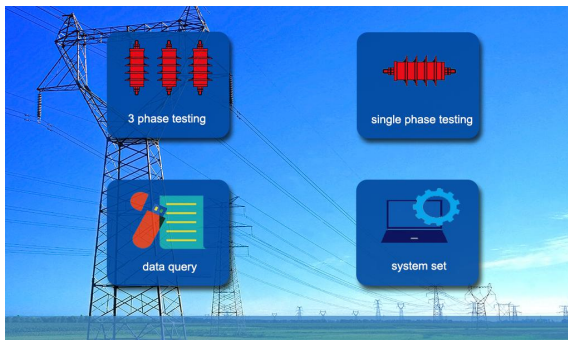 3 phase testing
single phase testing
data query
system set